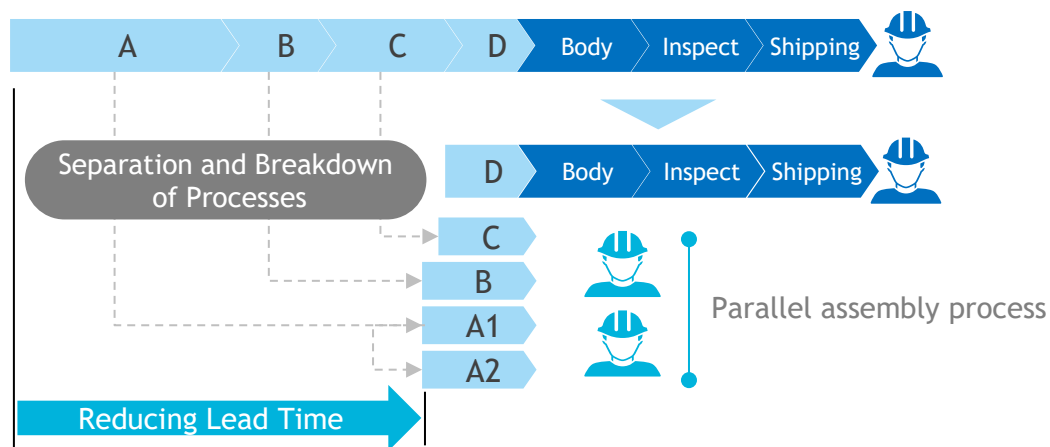 A B C D Body Inspect Shipping
Separation and Breakdown
of Processes
D Body Inspect Shipping
C
B
A1
A2
Parallel assembly process
Reducing Lead Time